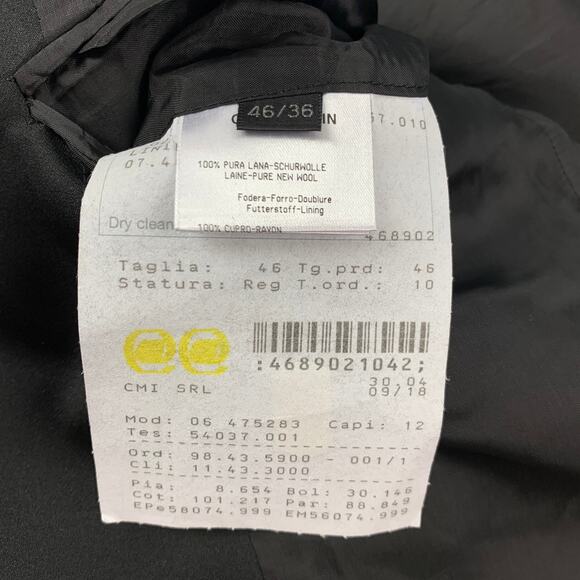 46/36
IN
57.010
07.4
100% PURA LANA-SCHURWOLLE
LAINE-PURE NEW WOOL
Fodera-Forro-Doublure
Futterstoff-Lining
Dry clean
100% CUPRO-RAYON
468902
Taglia: 46 Tg.prd: 46
Statura: Reg T.ord.: 10
:4689021042;
CMI SRL
30.04
09/18
Mod: 06 475283 Capi: 12
Tes: 54037.001
Ord: 98.43.5900 - 001/1
Cli: 11.43.3000
Pia: 8.654 Bol: 30.146
Cot: 101.217 Par: 88.849
EPe58074.999 EM56074.999